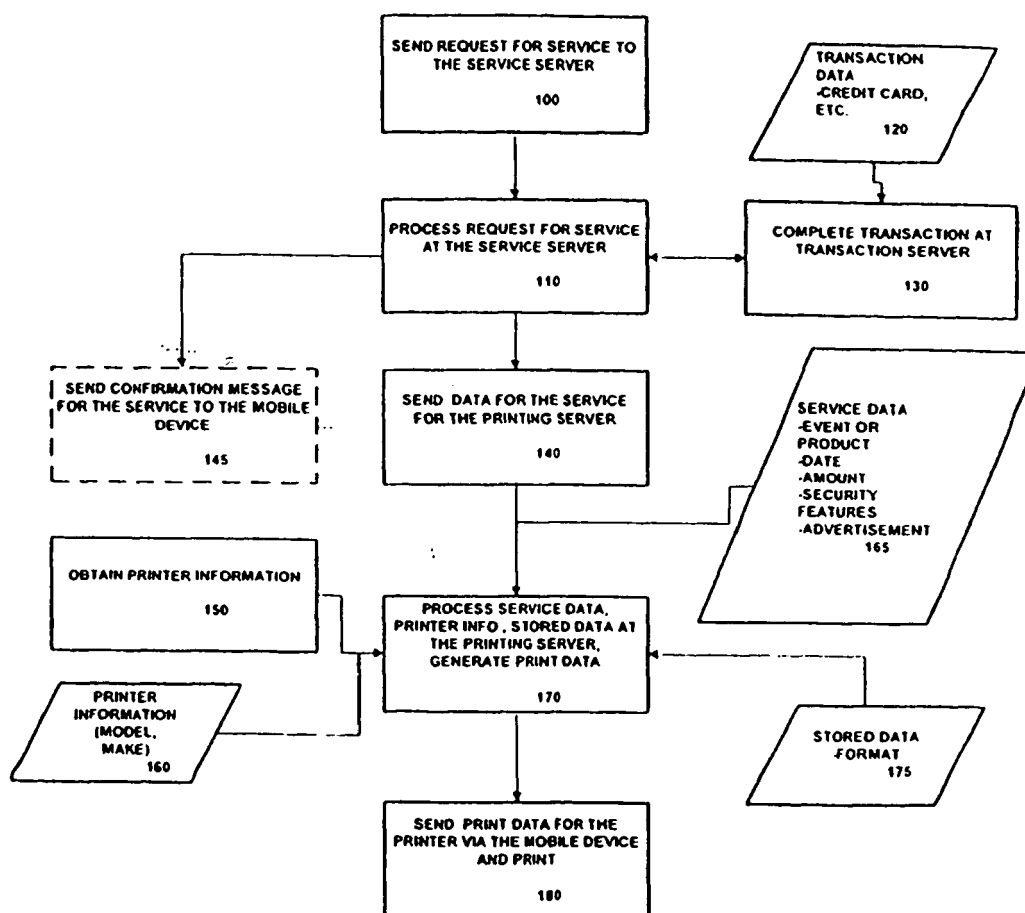 SEND REQUEST FOR SERVICE TO
THE SERVICE SERVER
100
TRANSACTION
DATA
-CREDIT CARD,
ETC.
120
PROCESS REQUEST FOR SERVICE
AT THE SERVICE SERVER
110
COMPLETE TRANSACTION AT
TRANSACTION SERVER
130
SEND CONFIRMATION MESSAGE
FOR THE SERVICE TO THE MOBILE
DEVICE
145
SEND DATA FOR THE SERVICE
FOR THE PRINTING SERVER
140
SERVICE DATA
-EVENT OR
PRODUCT
-DATE
-AMOUNT
-SECURITY
FEATURES
-ADVERTISEMENT
165
OBTAIN PRINTER INFORMATION
150
PROCESS SERVICE DATA,
PRINTER INFO, STORED DATA AT
THE PRINTING SERVER,
GENERATE PRINT DATA
170
PRINTER
INFORMATION
(MODEL,
MAKE)
160
STORED DATA
-FORMAT
175
SEND PRINT DATA FOR THE
PRINTER VIA THE MOBILE DEVICE
AND PRINT
180